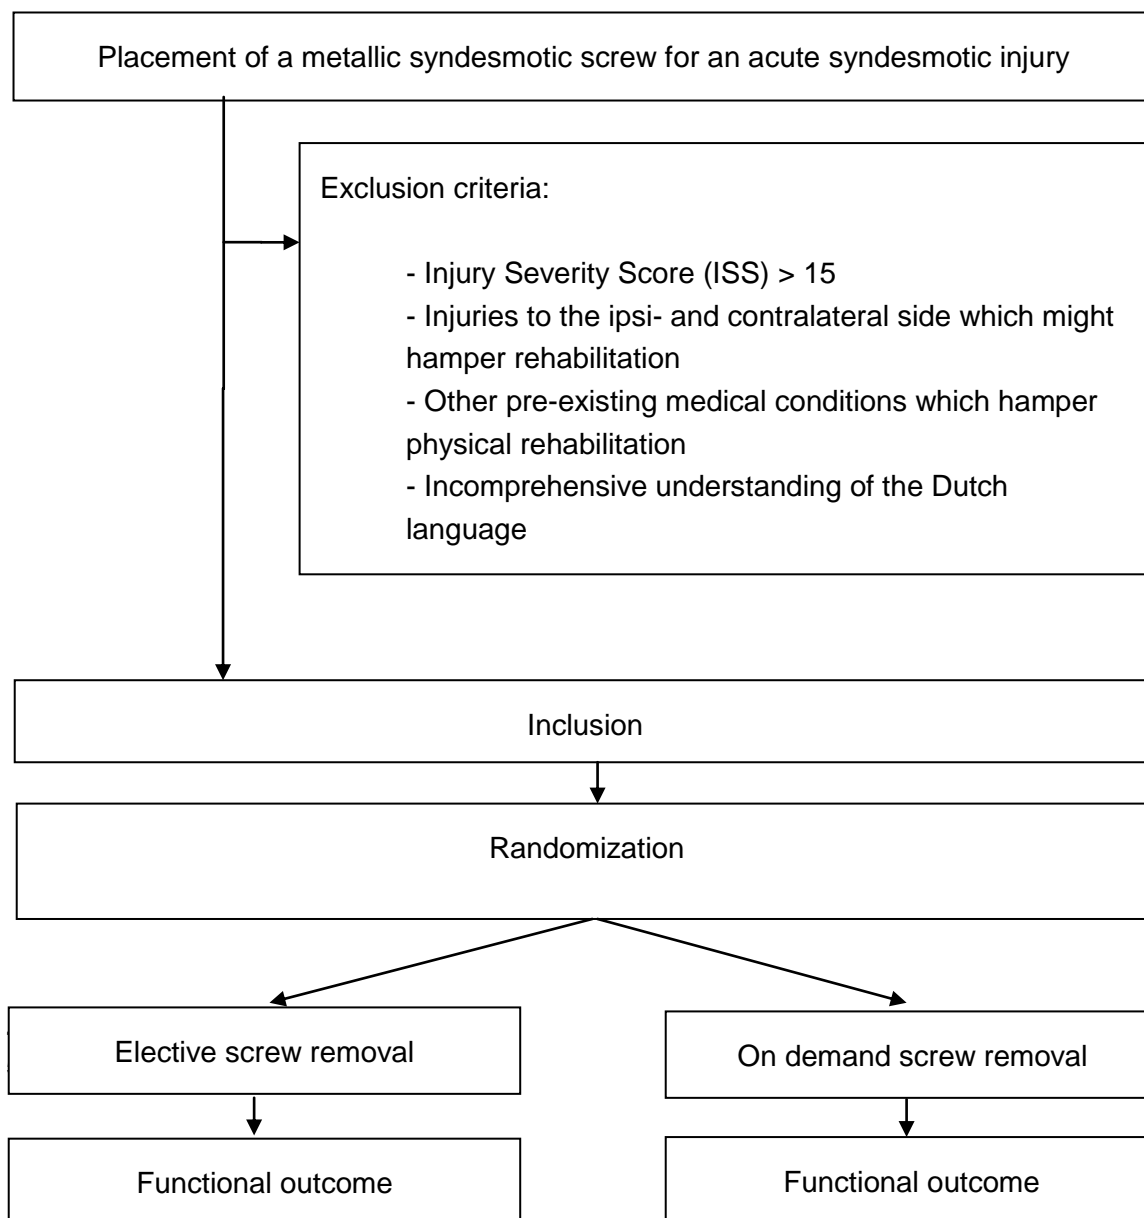 Placement of a metallic syndesmotic screw for an acute syndesmotic injury
Exclusion criteria:
- Injury Severity Score (ISS) > 15
- Injuries to the ipsi- and contralateral side which might
hamper rehabilitation
- Other pre-existing medical conditions which hamper
physical rehabilitation
- Incomprehensive understanding of the Dutch
language
Inclusion
Randomization
Elective screw removal
On demand screw removal
Functional outcome
Functional outcome